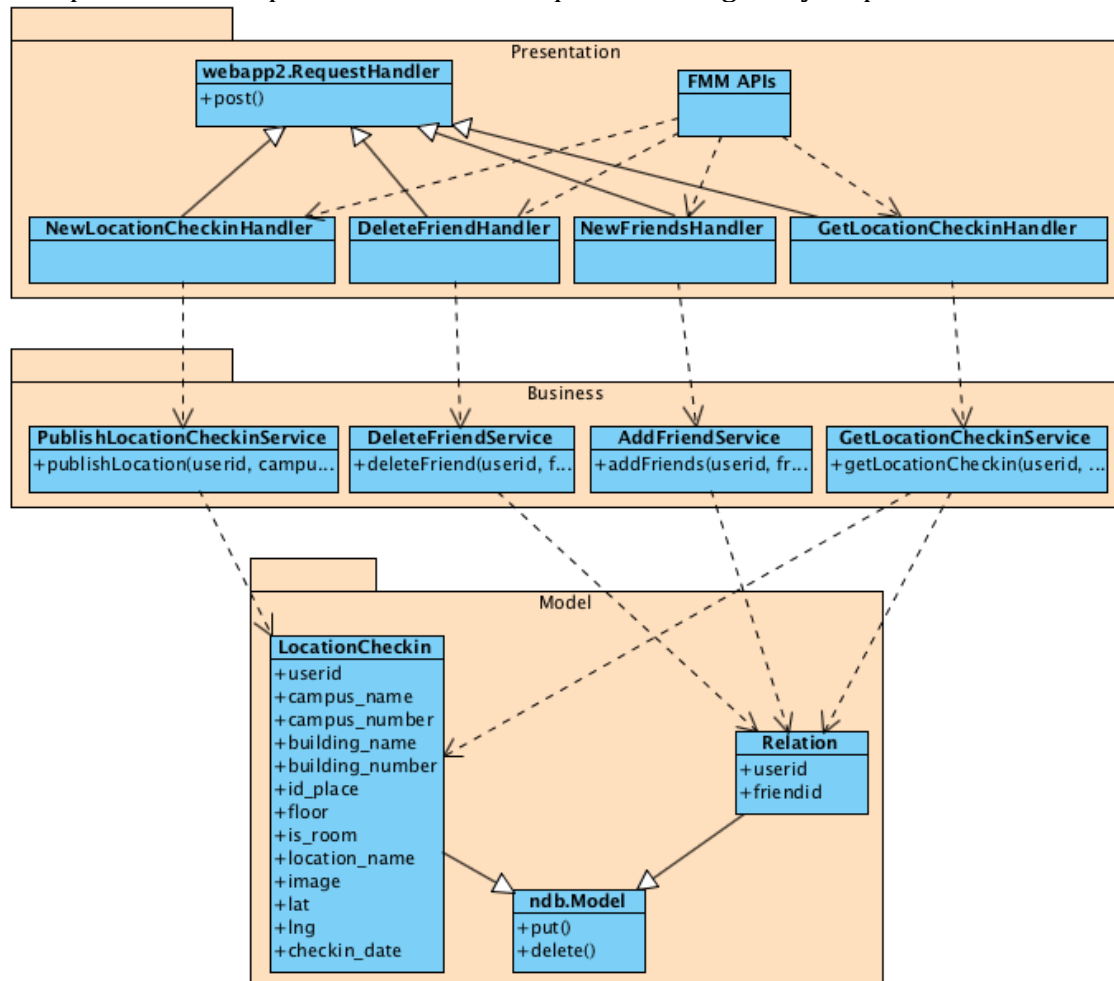 Presentation
webapp2.RequestHandler
+post()
FMM APIs
NewLocationCheckinHandler
DeleteFriendHandler
NewFriendsHandler
GetLocationCheckinHandler
Business
PublishLocationCheckinService
+publishLocation(userid, campu...
DeleteFriendService
+deleteFriend(userid, f...
AddFriendService
+addFriends(userid, fr...
GetLocationCheckinService
+getLocationCheckin(userid, ...
Model
LocationCheckin
+userid
+campus_name
+campus_number
+building_name
+building_number
+id_place
+floor
+is_room
+location_name
+image
+lat
+lng
+checkin_date
Relation
+userid
+friendid
ndb.Model
+put()
+delete()